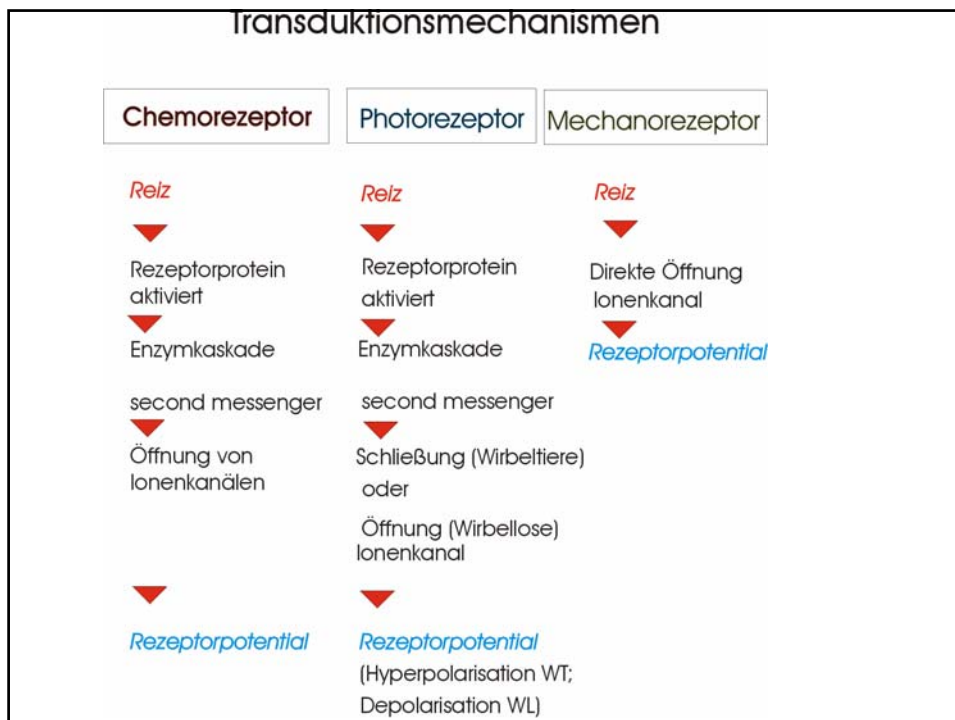 Transduktionsmechanismen
Chemorezeptor
Reiz
Rezeptorprotein
aktiviert
Enzymkaskade
second messenger
Öffnung von
Ionenkanälen
Rezeptorpotential
Photorezeptor
Reiz
Rezeptorprotein
aktiviert
Enzymkaskade
second messenger
Schließung (Wirbeltiere)
oder
Öffnung (Wirbellose)
Ionenkanal
Rezeptorpotential
(Hyperpolarisation WT;
Depolarisation WL)
Mechanorezeptor
Reiz
Direkte Öffnung
Ionenkanal
Rezeptorpotential